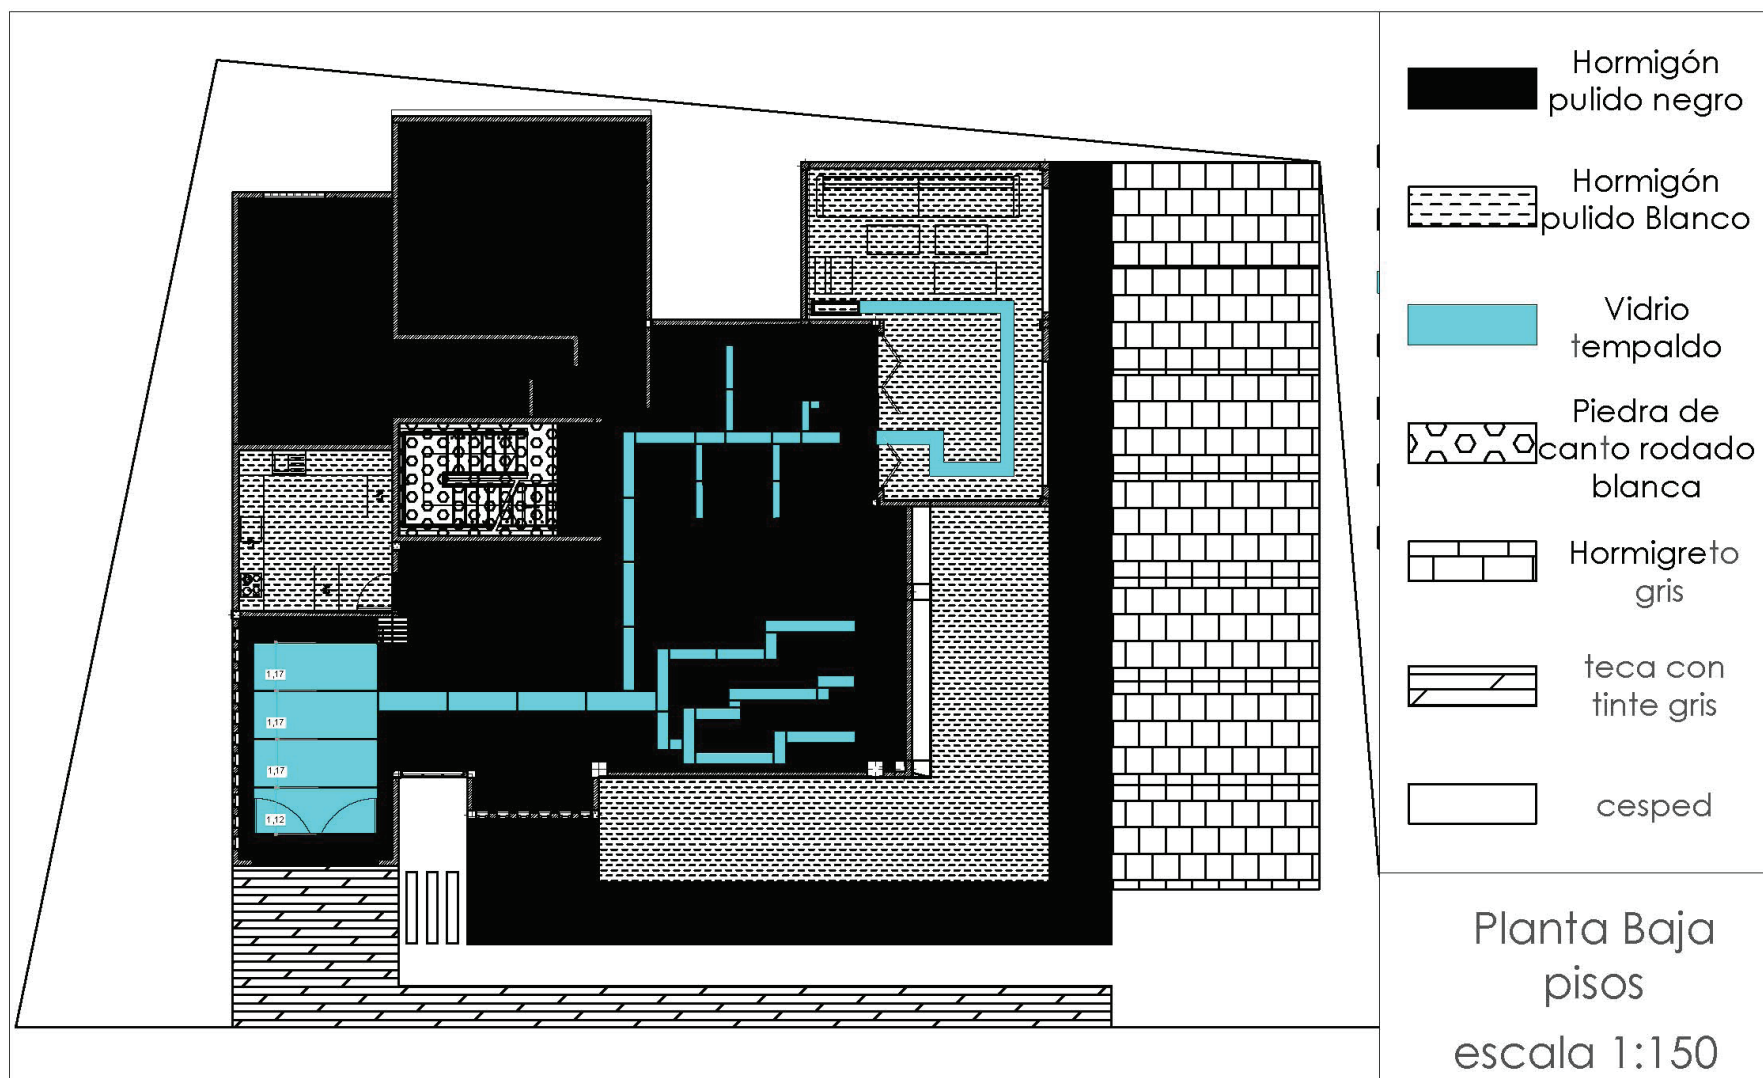 Hormigón
pulido negro
Hormigón
pulido Blanco
Vidrio
tempaldo
Piedra de
canto rodado
blanca
Hormigreto
gris
teca con
tinte gris
cesped
1,17
1,17
1,17
1,12
Planta Baja
pisos
escala 1:150